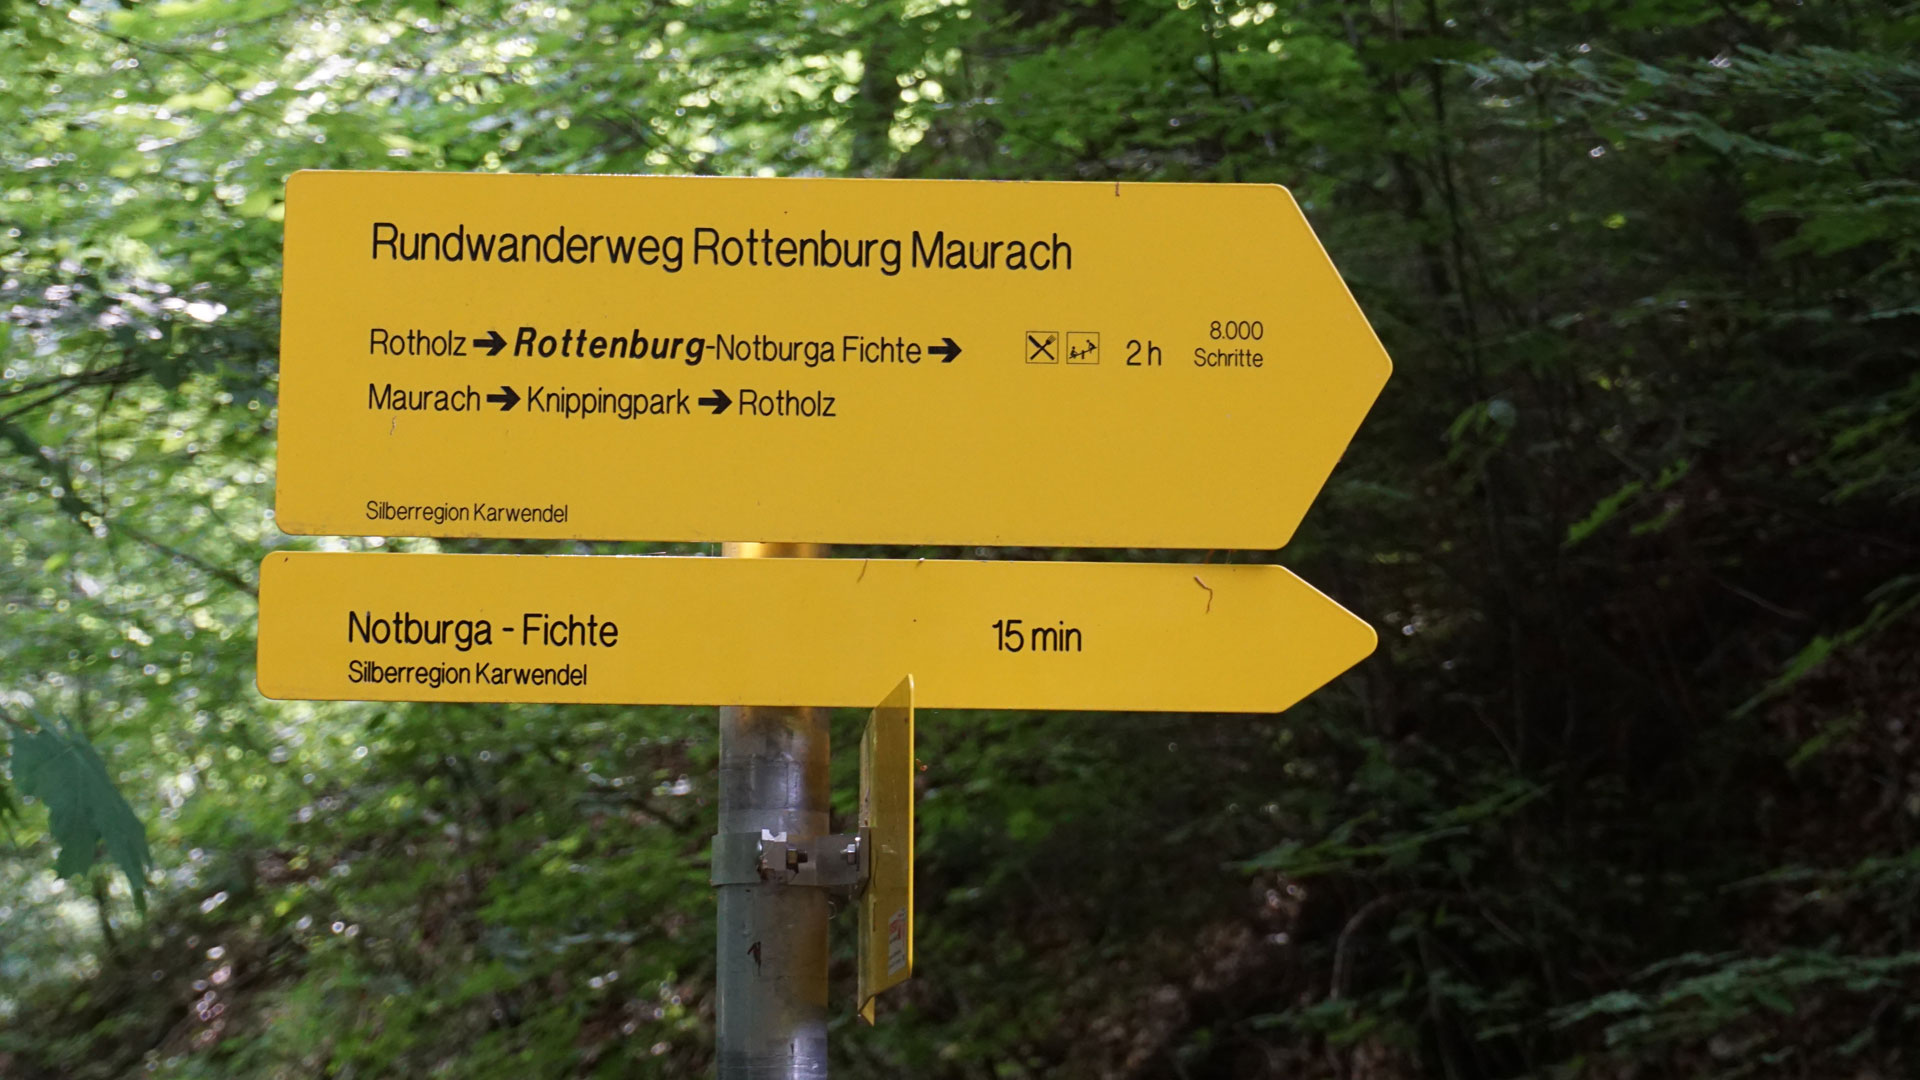 Rundwanderweg Rottenburg Maurach
Rotholz ➔ Rottenburg-Notburga Fichte ➔ 2 h 8.000 Schritte
Maurach ➔ Knippingpark ➔ Rotholz
Silberregion Karwendel
Notburga - Fichte 15 min
Silberregion Karwendel